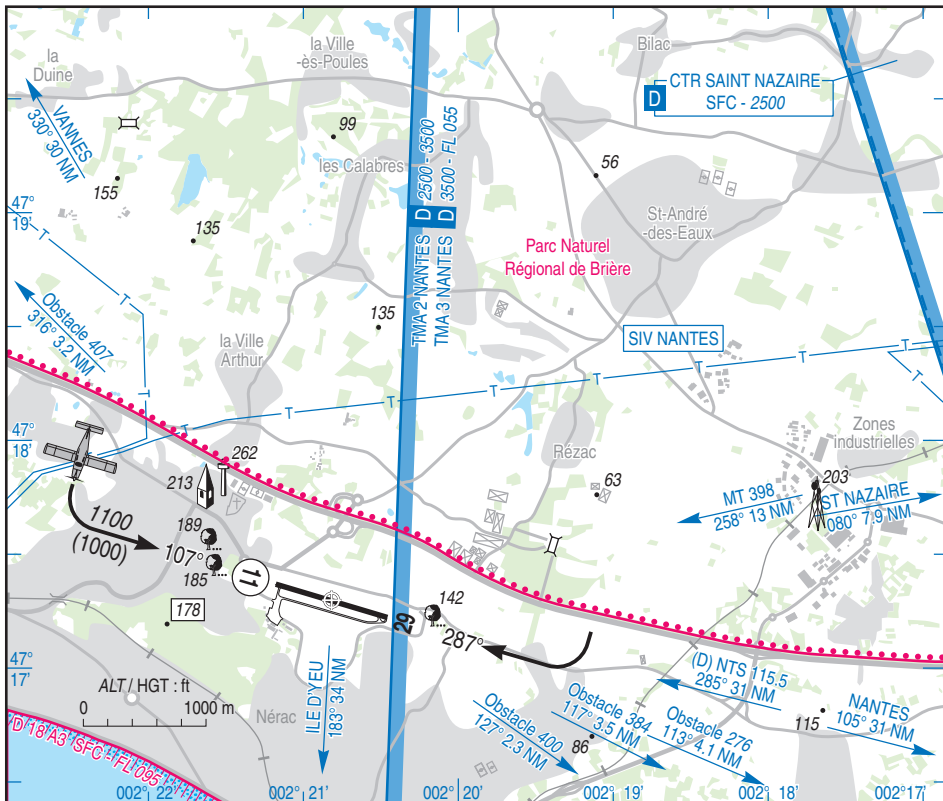 la
Duine
la Ville
-ès-Poules
Bilac
CTR SAINT NAZAIRE
D
SFC - 2500
VANNES
330° 30 NM
99
155
les Calabres
56
TMA 2 NANTES D 2500 - 3500
TMA 3 NANTES D 3500 - FL 055
47°
19'
135
St-André
-des-Eaux
Parc Naturel
Régional de Brière
Obstacle 407
316° 3.2 NM
135
la Ville
Arthur
SIV NANTES
T
T
T
T
T
T
T
T
47°
18'
262
213
Rézac
63
Zones
industrielles
203
MT 398
258° 13 NM
ST NAZAIRE
080° 7.9 NM
1100
(1000)
189
107°
185
11
178
29
142
287°
47°
17'
ALT / HGT : ft
0
1000 m
Nérac
ILE D'YEU
183° 34 NM
(D) NTS 115.5
285° 31 NM
Obstacle 400
127° 2.3 NM
Obstacle 384
117° 3.5 NM
Obstacle 276
113° 4.1 NM
86
115
NANTES
105° 31 NM
D 18 A3 SFC - FL 095
002° 22
002° 21
002° 20
002° 19
002° 18
002°17